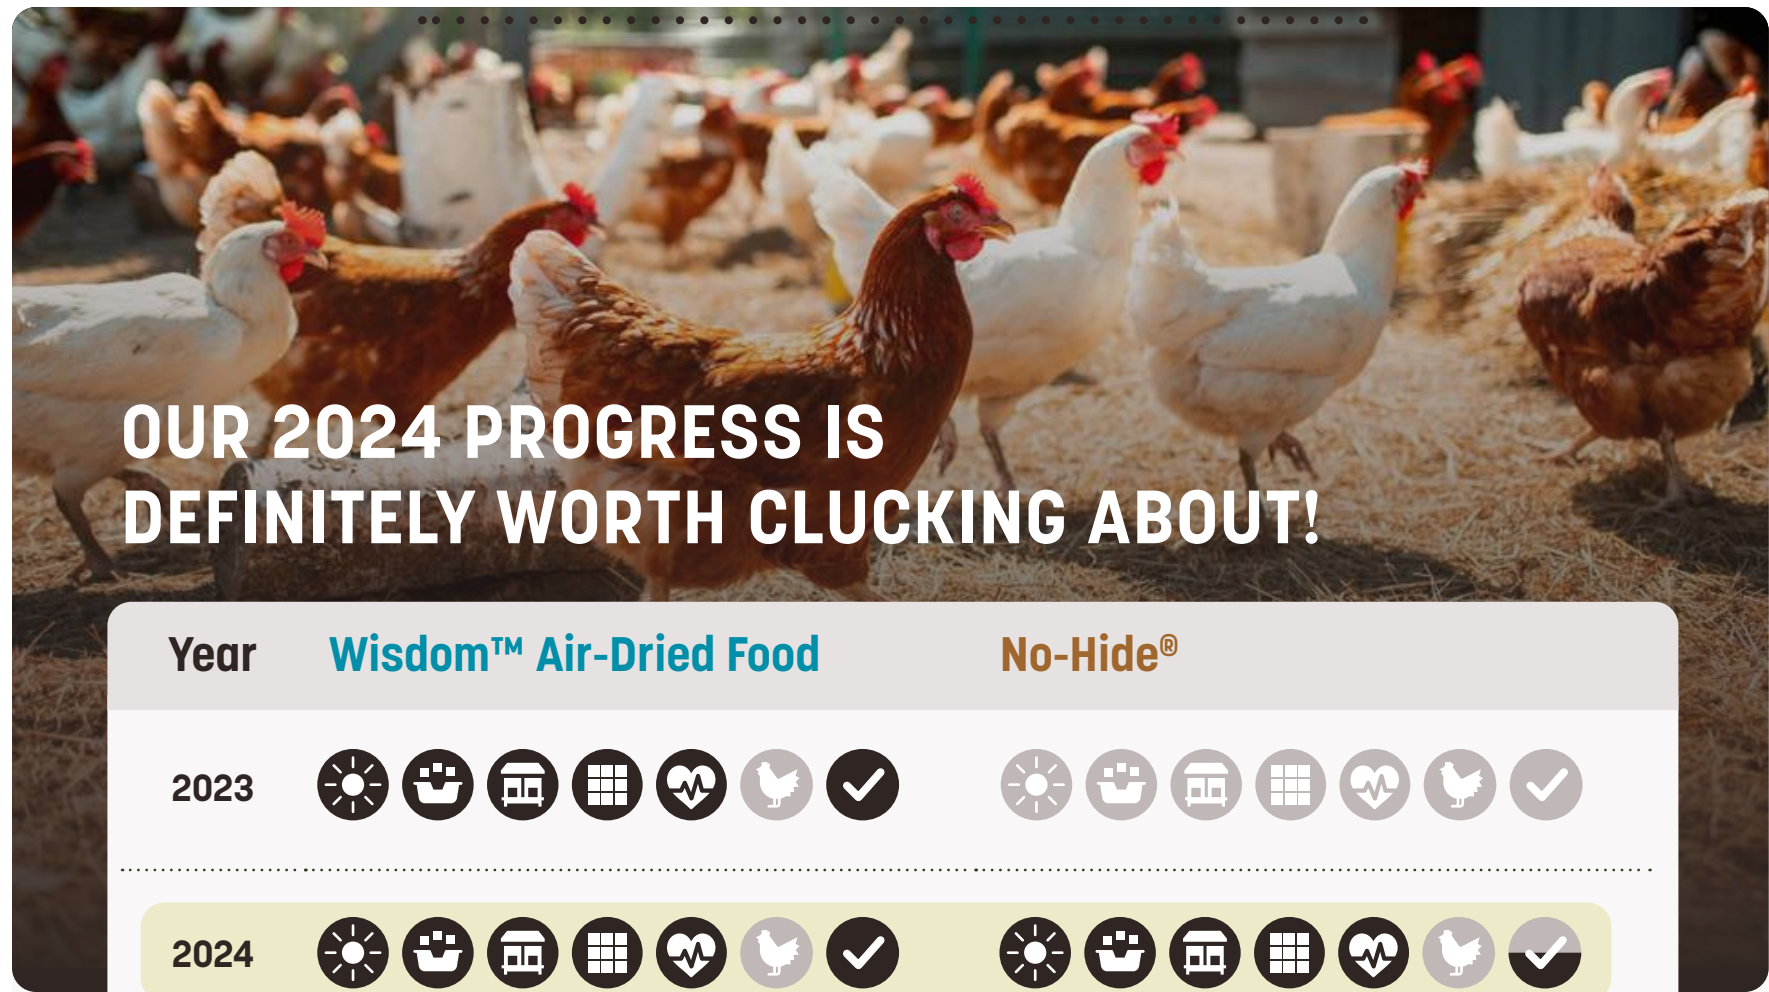 OUR 2024 PROGRESS IS
DEFINITELY WORTH CLUCKING ABOUT!
Year Wisdom™ Air-Dried Food No-Hide®
2023
2024